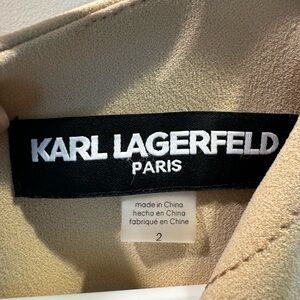 KARL LAGERFELD
PARIS
made in China
hecho en China
fabriqué en Chine
2